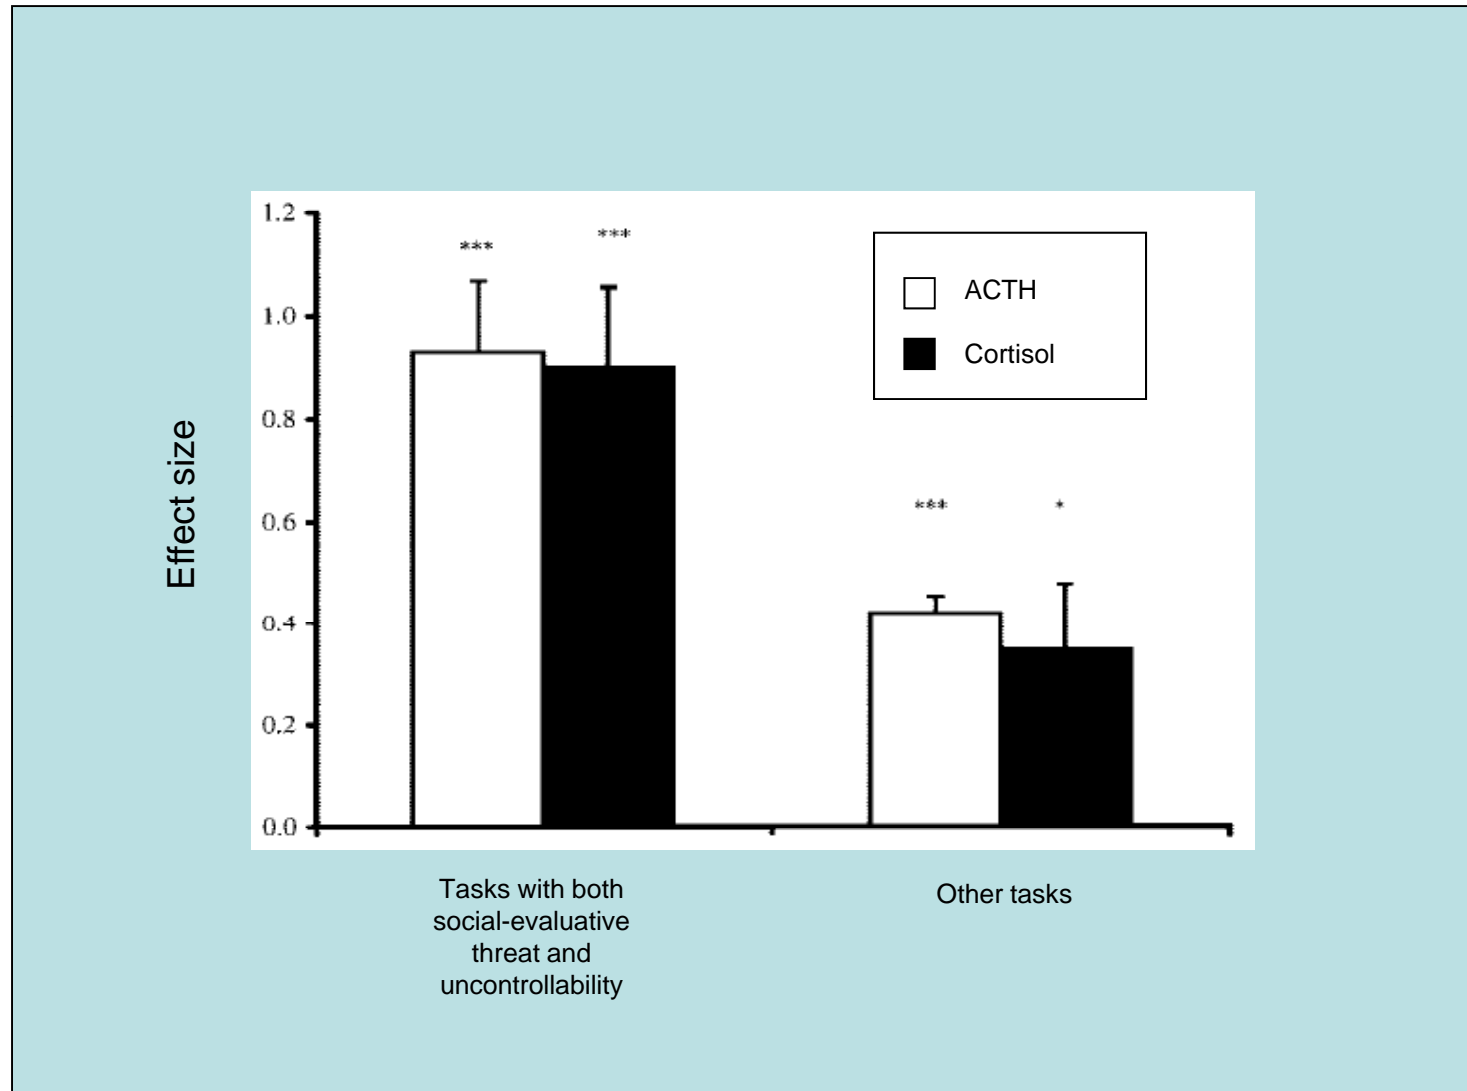 1.2
1.0
0.8
0.6
0.4
0.2
0.0
Effect size
***
***
***
*
ACTH
Cortisol
Tasks with both
social-evaluative
threat and
uncontrollability
Other tasks